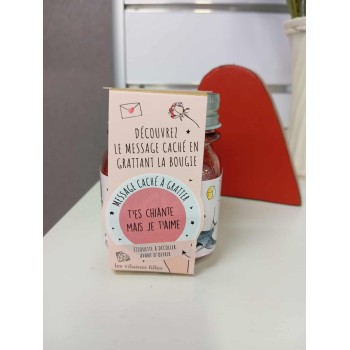 DÉCOUVREZ
LE MESSAGE CACHÉ EN
GRATTANT LA BOUGIE
MESSAGE CACHÉ À GRATTER
T'ES CHIANTE
MAIS JE T'AIME
ÉTIQUETTE À DÉCOLLER
AVANT D'OUVRIR
les vilaines filles